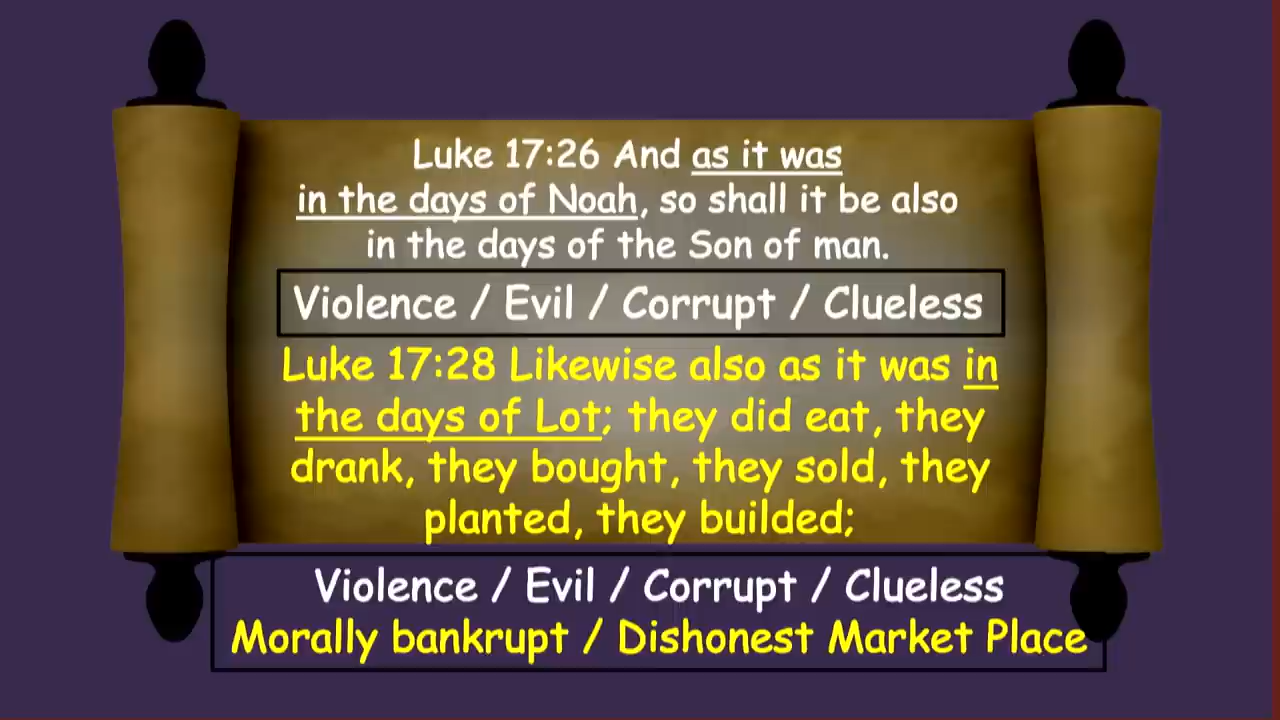 Luke 17:26 And as it was
in the days of Noah, so shall it be also
in the days of the Son of man.
Violence / Evil / Corrupt / Clueless
Luke 17:28 Likewise also as it was in
the days of Lot; they did eat, they
drank, they bought, they sold, they
planted, they builded;
Violence / Evil / Corrupt / Clueless
Morally bankrupt / Dishonest Market Place